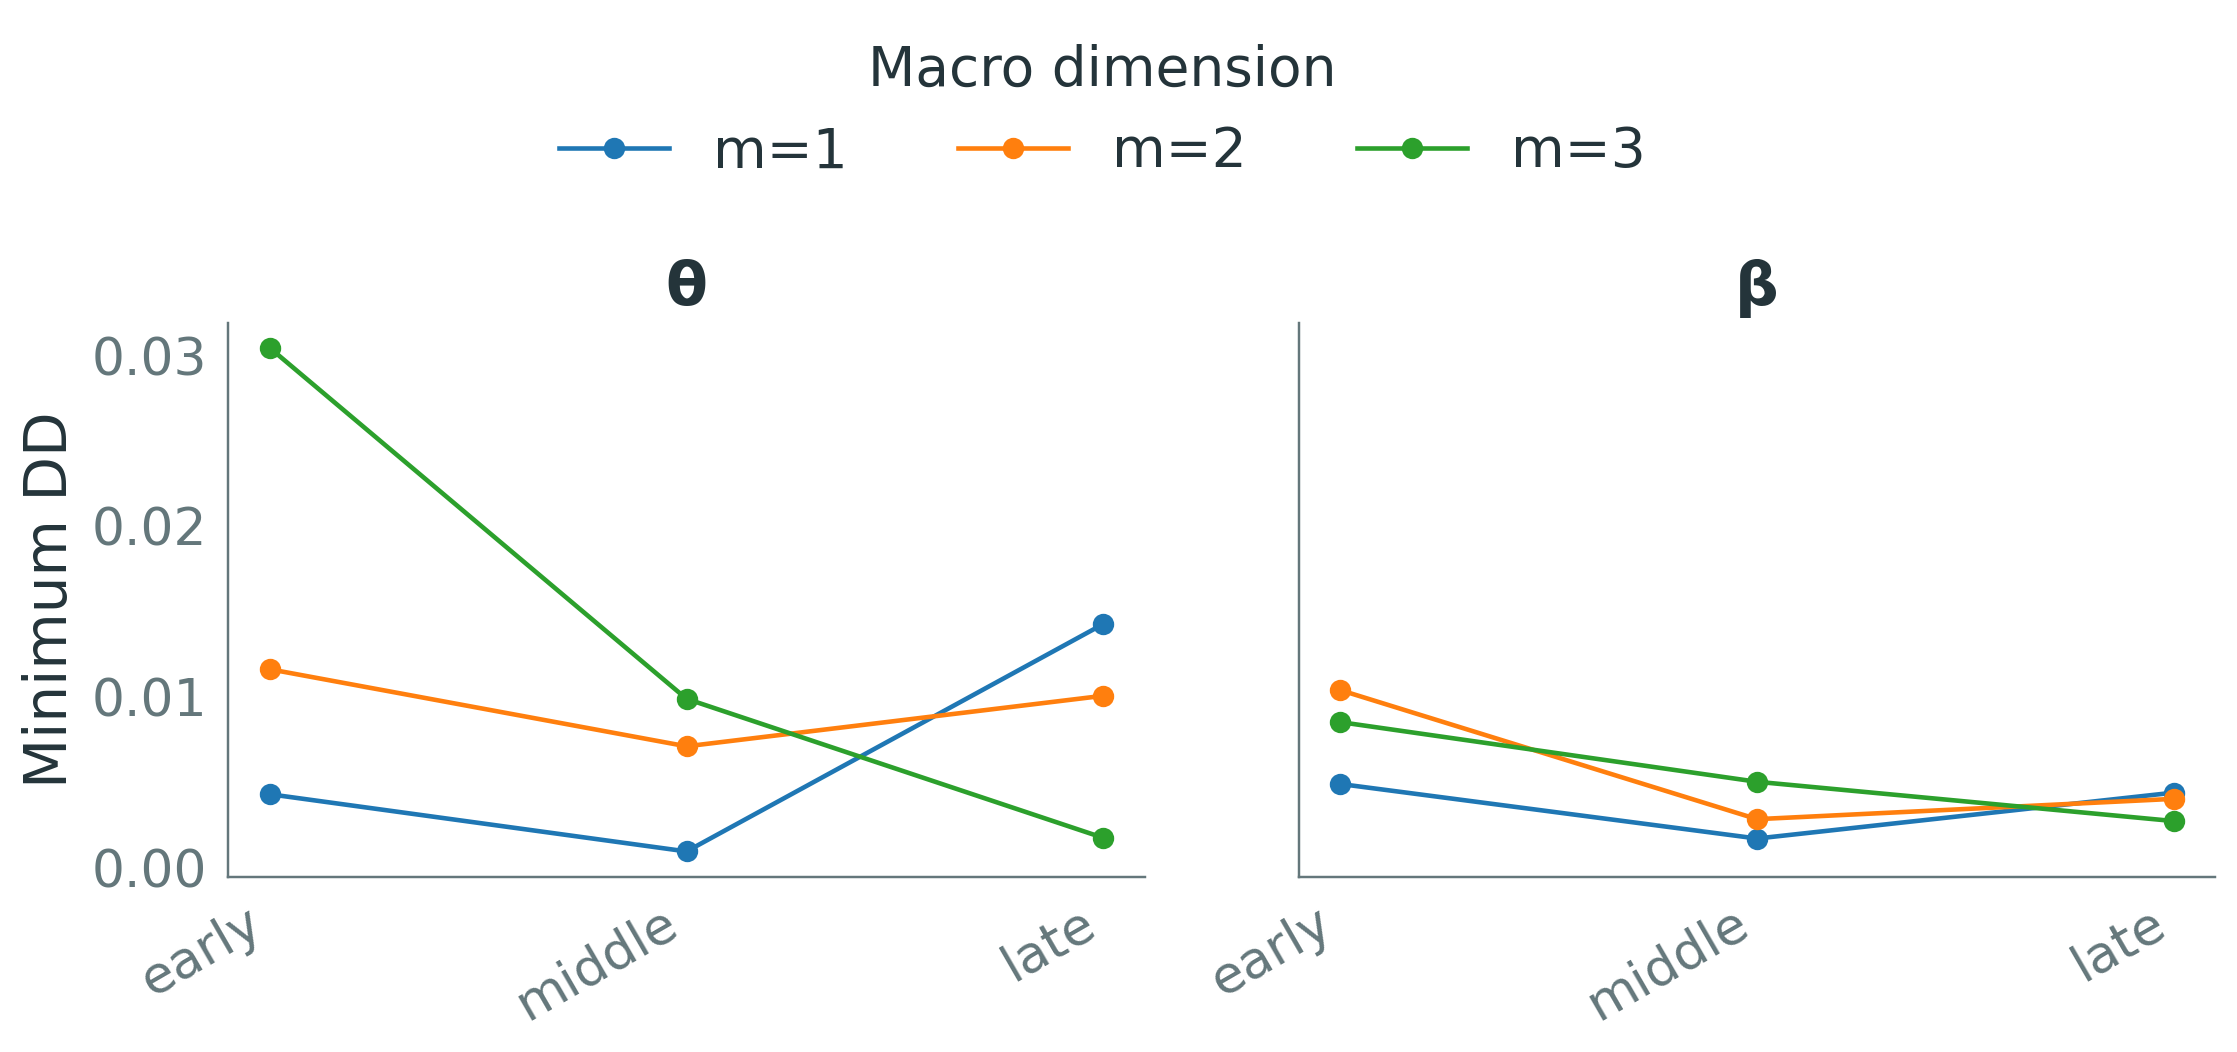 Macro dimension
m=1 m=2 m=3
θ β
Minimum DD
0.03
0.02
0.01
0.00
early middle late early middle late